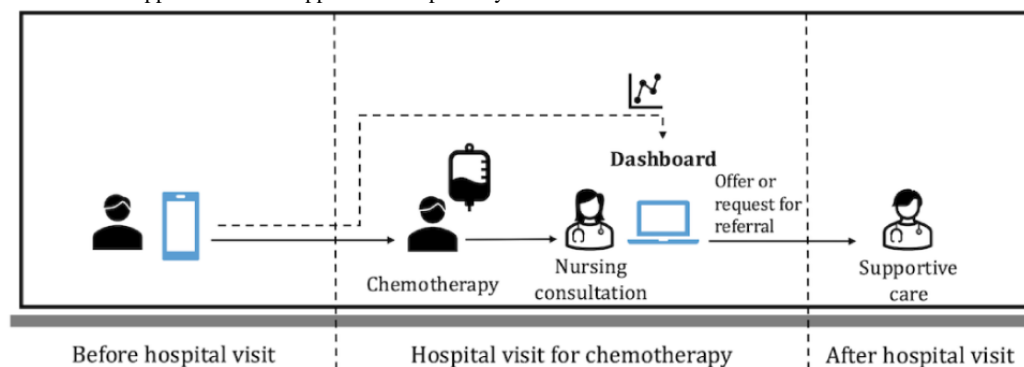 Dashboard
Offer or
request for
referral
Chemotherapy
Nursing
consultation
Supportive
care
Before hospital visit
Hospital visit for chemotherapy
After hospital visit